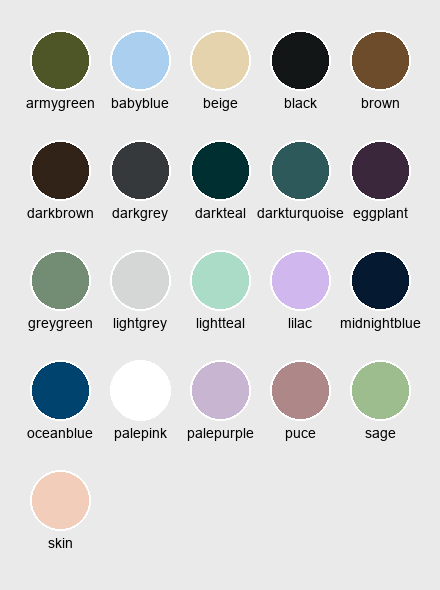 armygreen babyblue beige black brown
darkbrown darkgrey darkteal darkturquoise eggplant
greygreen lightgrey lightteal lilac midnightblue
oceanblue palepink palepurple puce sage
skin